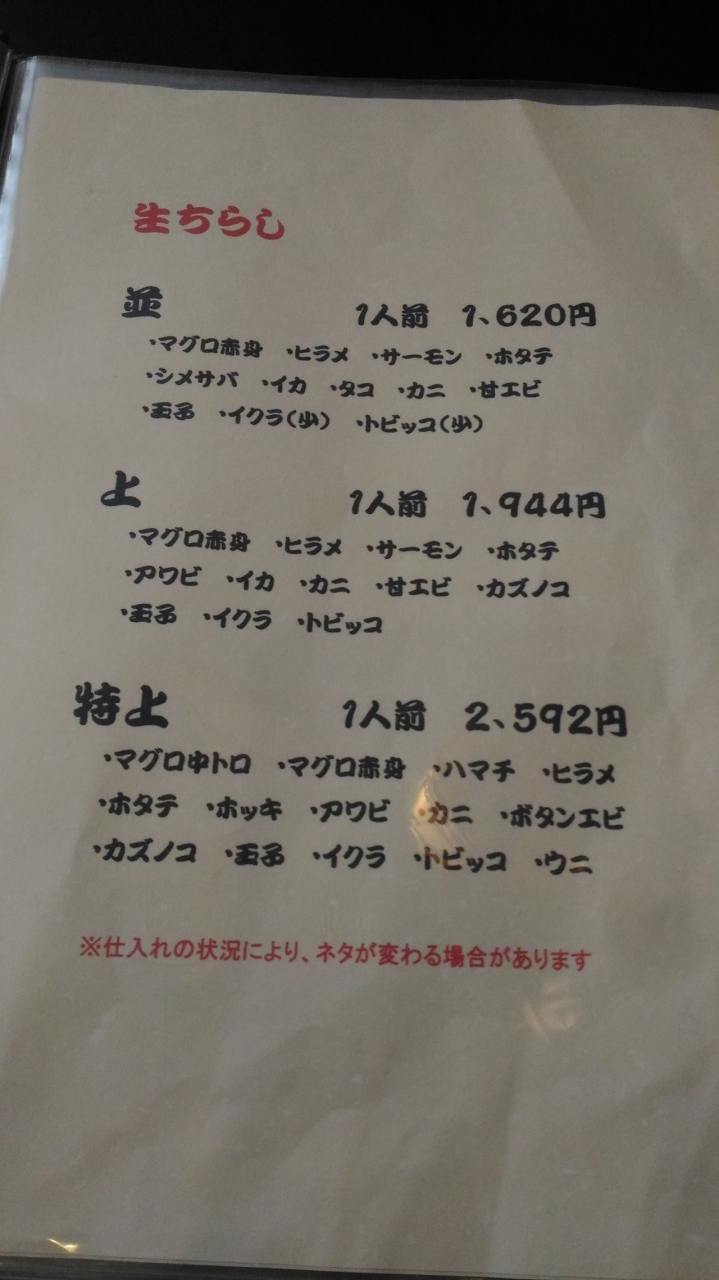 生ちらし
並 1人前 1、620円
・マグロ赤身 ・ヒラメ ・サーモン ・ホタテ
・シメサバ ・イカ ・タコ ・カニ ・甘エビ
・玉子 ・イクラ(少) ・トビッコ(少)
上 1人前 1、944円
・マグロ赤身 ・ヒラメ ・サーモン ・ホタテ
・アワビ ・イカ ・カニ ・甘エビ ・カズノコ
・玉子 ・イクラ ・トビッコ
特上 1人前 2、592円
・マグロ中トロ ・マグロ赤身 ・ハマチ ・ヒラメ
・ホタテ ・ホッキ ・アワビ ・カニ ・ボタンエビ
・カズノコ ・玉子 ・イクラ ・トビッコ ・ウニ
※仕入れの状況により、ネタが変わる場合があります